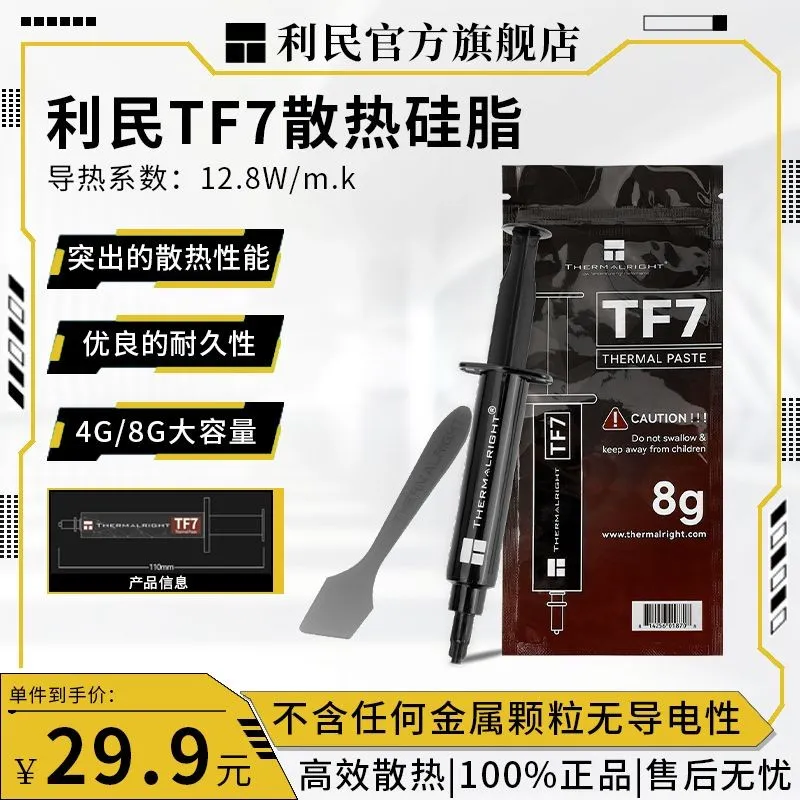 利民官方旗舰店
利民TF7散热硅脂
导热系数：12.8W/m.k
突出的散热性能
优良的耐久性
4G/8G大容量
THERMALRIGHT TF7
Thermal Paste
110mm
产品信息
THERMALRIGHT
THERMALRIGHT®
THERMALRIGHT®
TF7
THERMAL PASTE
CAUTION ! ! !
Do not swallow &
keep away from children
TF7
THERMALRIGHT
8g
www.thermalright.com
单件到手价：
¥29.9元
不含任何金属颗粒无导电性
高效散热|100%正品|售后无忧